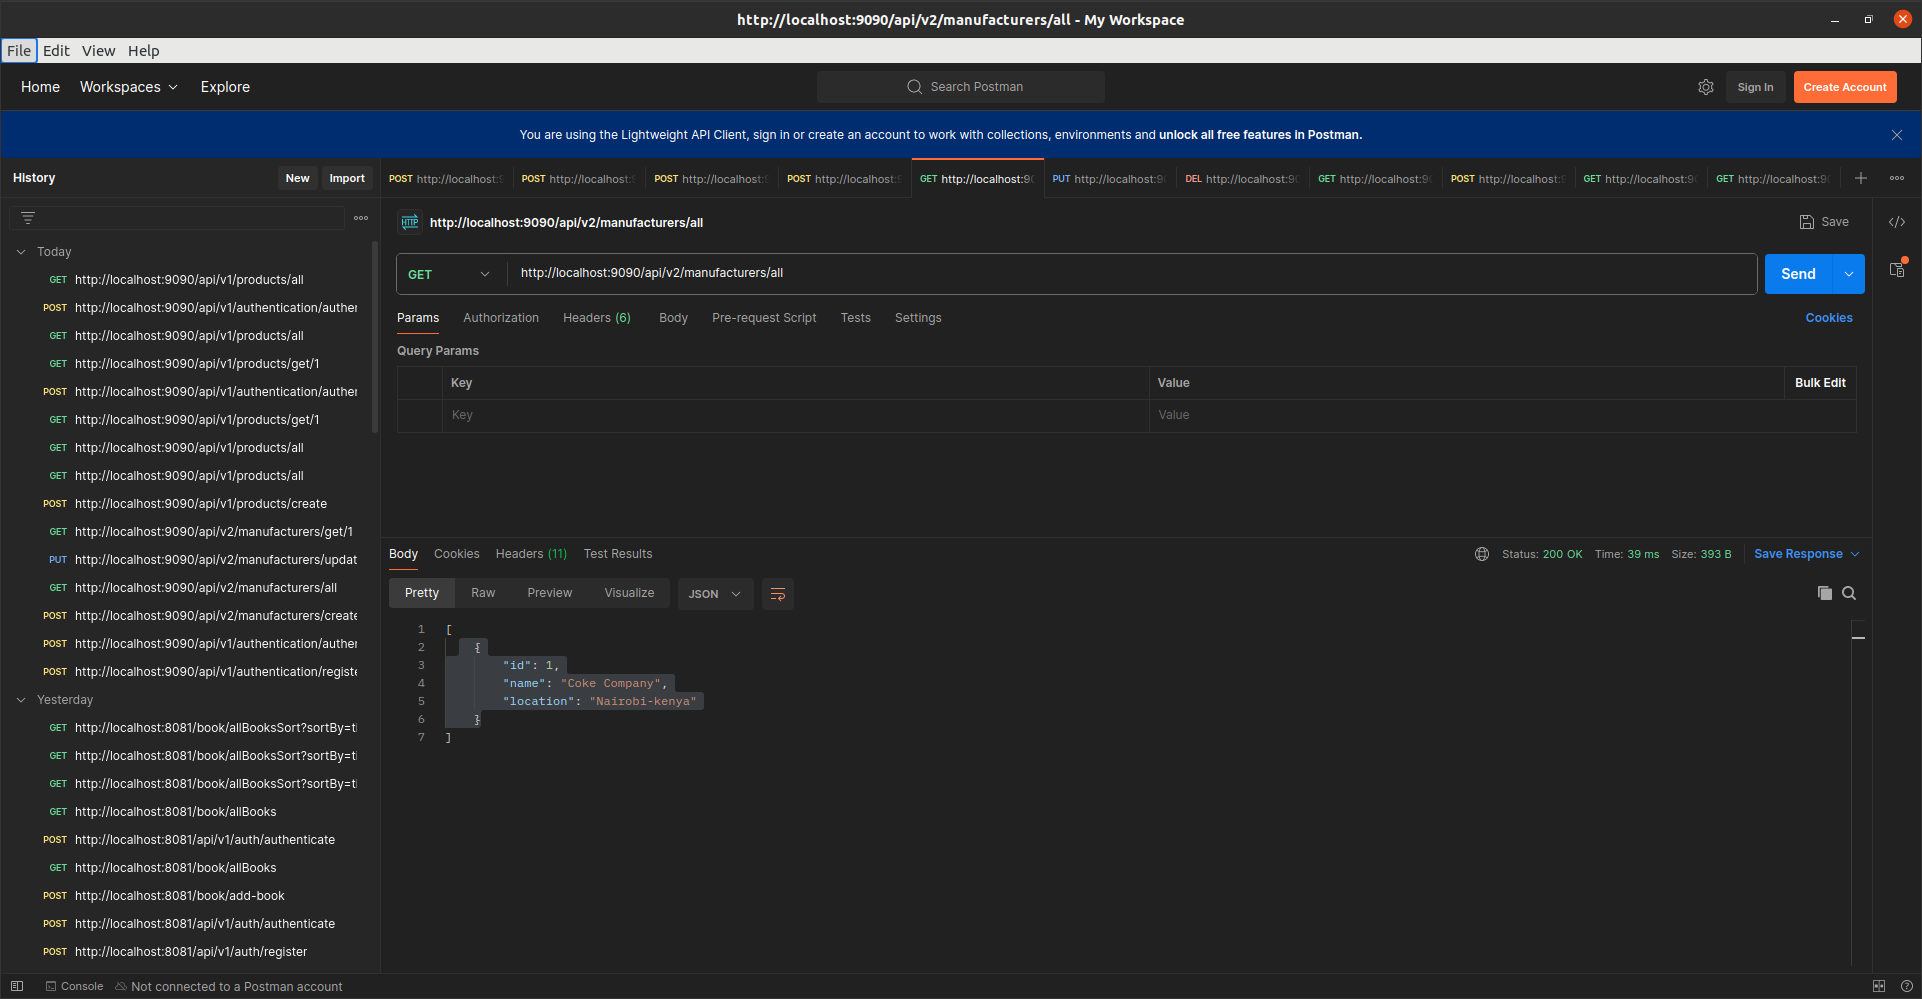 http://localhost:9090/api/v2/manufacturers/all - My Workspace
File Edit View Help
Home Workspaces Explore
Search Postman
Sign In
Create Account
You are using the Lightweight API Client, sign in or create an account to work with collections, environments and unlock all free features in Postman.
History
New
Import
Today
GET http://localhost:9090/api/v1/products/all
POST http://localhost:9090/api/v1/authentication/auther
GET http://localhost:9090/api/v1/products/all
GET http://localhost:9090/api/v1/products/get/1
POST http://localhost:9090/api/v1/authentication/auther
GET http://localhost:9090/api/v1/products/get/1
GET http://localhost:9090/api/v1/products/all
GET http://localhost:9090/api/v1/products/all
POST http://localhost:9090/api/v1/products/create
GET http://localhost:9090/api/v2/manufacturers/get/1
PUT http://localhost:9090/api/v2/manufacturers/updat
GET http://localhost:9090/api/v2/manufacturers/all
POST http://localhost:9090/api/v2/manufacturers/create
POST http://localhost:9090/api/v1/authentication/auther
POST http://localhost:9090/api/v1/authentication/registe
Yesterday
GET http://localhost:8081/book/allBooksSort?sortBy=ti
GET http://localhost:8081/book/allBooksSort?sortBy=ti
GET http://localhost:8081/book/allBooksSort?sortBy=ti
GET http://localhost:8081/book/allBooks
POST http://localhost:8081/api/v1/auth/authenticate
GET http://localhost:8081/book/allBooks
POST http://localhost:8081/book/add-book
POST http://localhost:8081/api/v1/auth/authenticate
POST http://localhost:8081/api/v1/auth/register
POST http://localhost:9
POST http://localhost:
POST http://localhost:9
POST http://localhost:9
GET http://localhost:90
PUT http://localhost:90
DEL http://localhost:90
GET http://localhost:90
POST http://localhost:9
GET http://localhost:90
GET http://localhost:90
HTTP http://localhost:9090/api/v2/manufacturers/all
Save
GET http://localhost:9090/api/v2/manufacturers/all
Send
Params Authorization Headers (6) Body Pre-request Script Tests Settings
Cookies
Query Params
Key Value Bulk Edit
Key Value
Body Cookies Headers (11) Test Results
Status: 200 OK Time: 39 ms Size: 393 B Save Response
Pretty Raw Preview Visualize JSON
1 [
2 {
3 "id": 1,
4 "name": "Coke Company",
5 "location": "Nairobi-kenya"
6 }
7 ]
Console Not connected to a Postman account